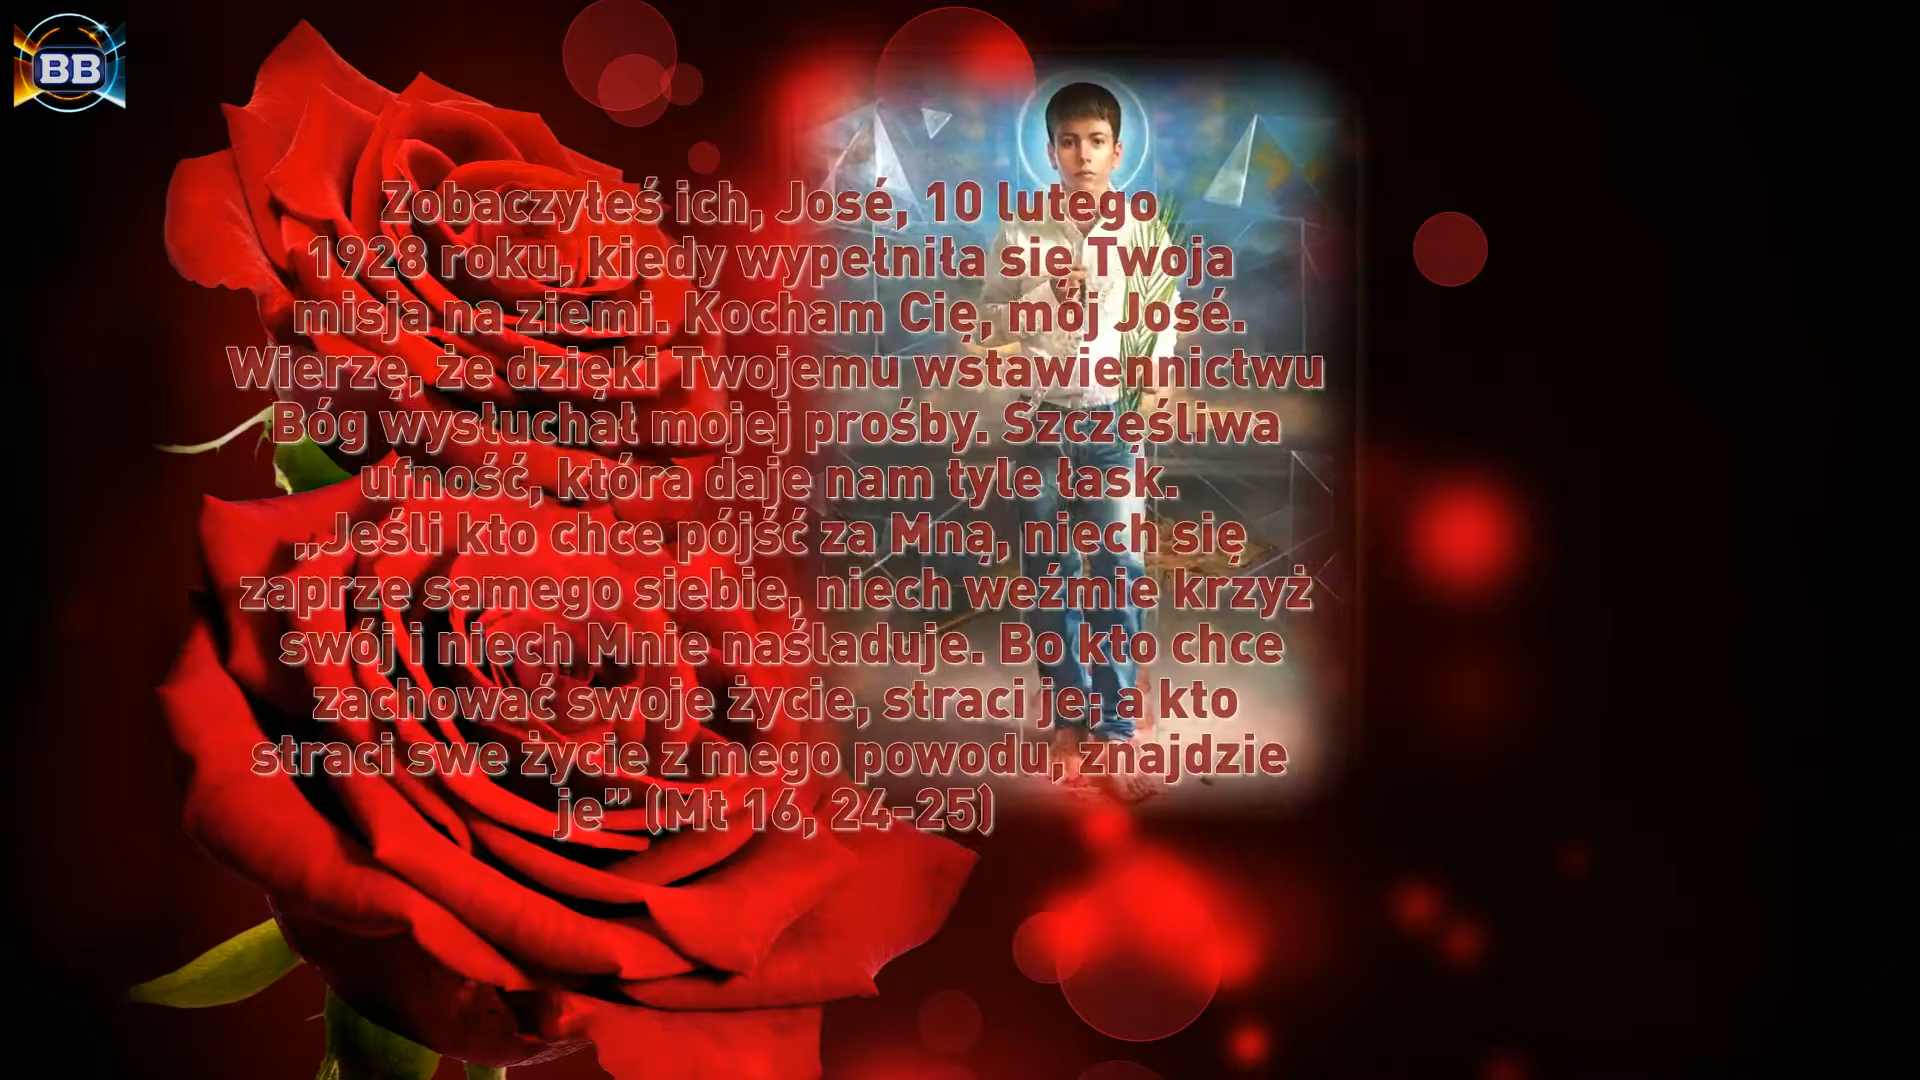 BB
Zobaczyłeś ich, José, 10 lutego
1928 roku, kiedy wypełniła się Twoja
misja na ziemi. Kocham Cię, mój José.
Wierzę, że dzięki Twojemu wstawiennictwu
Bóg wysłuchał mojej prośby. Szczęśliwa
ufność, która daje nam tyle łask.
„Jeśli kto chce pójść za Mną, niech się
zaprze samego siebie, niech weźmie krzyż
swój i niech Mnie naśladuje. Bo kto chce
zachować swoje życie, straci je; a kto
straci swe życie z mego powodu, znajdzie
je” (Mt 16, 24-25)